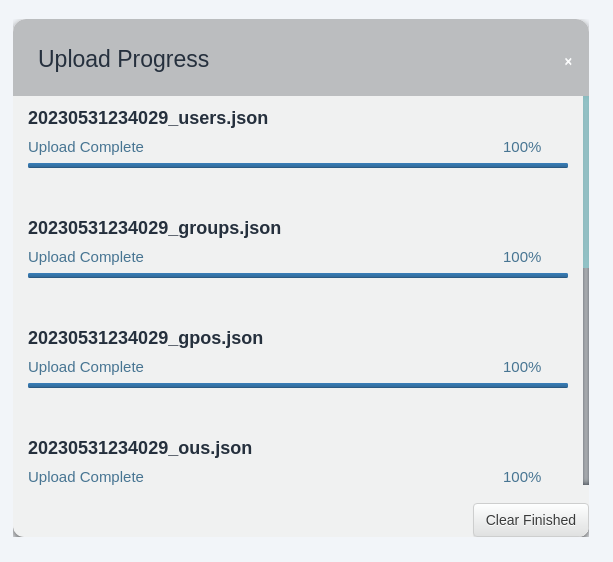 Upload Progress
x
20230531234029_users.json
Upload Complete 100%
20230531234029_groups.json
Upload Complete 100%
20230531234029_gpos.json
Upload Complete 100%
20230531234029_ous.json
Upload Complete 100%
Clear Finished